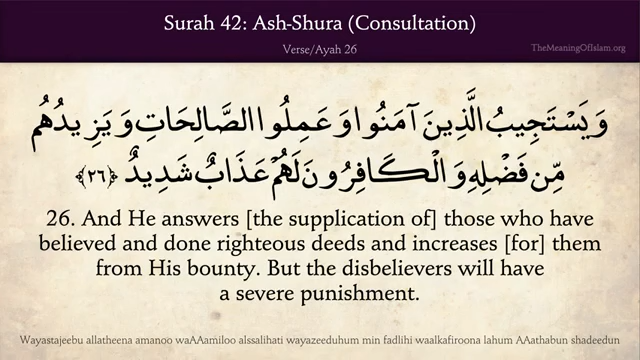 Surah 42: Ash-Shura (Consultation)
Verse/Ayah 26
TheMeaningOfIslam.org
وَيَسْتَجِيبُ الَّذِينَ آمَنُوا وَعَمِلُوا الصَّالِحَاتِ وَيَزِيدُهُم
مِّن فَضْلِهِ وَالْكَافِرُونَ لَهُمْ عَذَابٌ شَدِيدٌ ﴿٢٦﴾
26. And He answers [the supplication of] those who have
believed and done righteous deeds and increases [for] them
from His bounty. But the disbelievers will have
a severe punishment.
Wayastajeebu allatheena amanoo waAAamiloo alssalihati wayazeeduhum min fadlihi waalkafiroona lahum AAathabun shadeedun